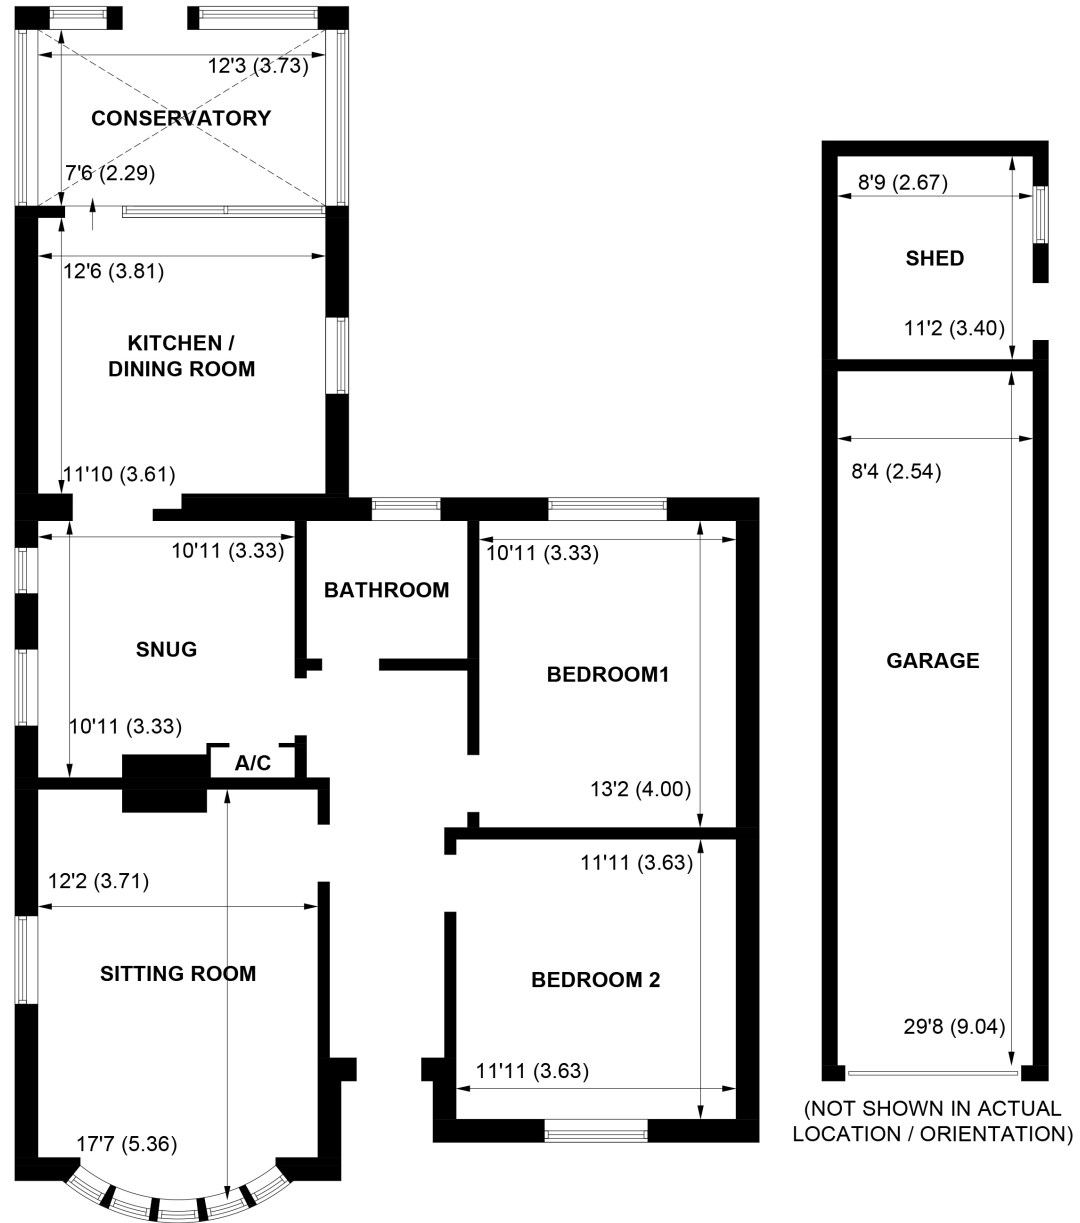 12'3 (3.73)
CONSERVATORY
7'6 (2.29)
12'6 (3.81)
KITCHEN /
DINING ROOM
11'10 (3.61)
10'11 (3.33)
SNUG
10'11 (3.33)
A/C
BATHROOM
10'11 (3.33)
BEDROOM1
13'2 (4.00)
12'2 (3.71)
SITTING ROOM
17'7 (5.36)
11'11 (3.63)
BEDROOM 2
11'11 (3.63)
8'9 (2.67)
SHED
11'2 (3.40)
8'4 (2.54)
GARAGE
29'8 (9.04)
(NOT SHOWN IN ACTUAL
LOCATION / ORIENTATION)